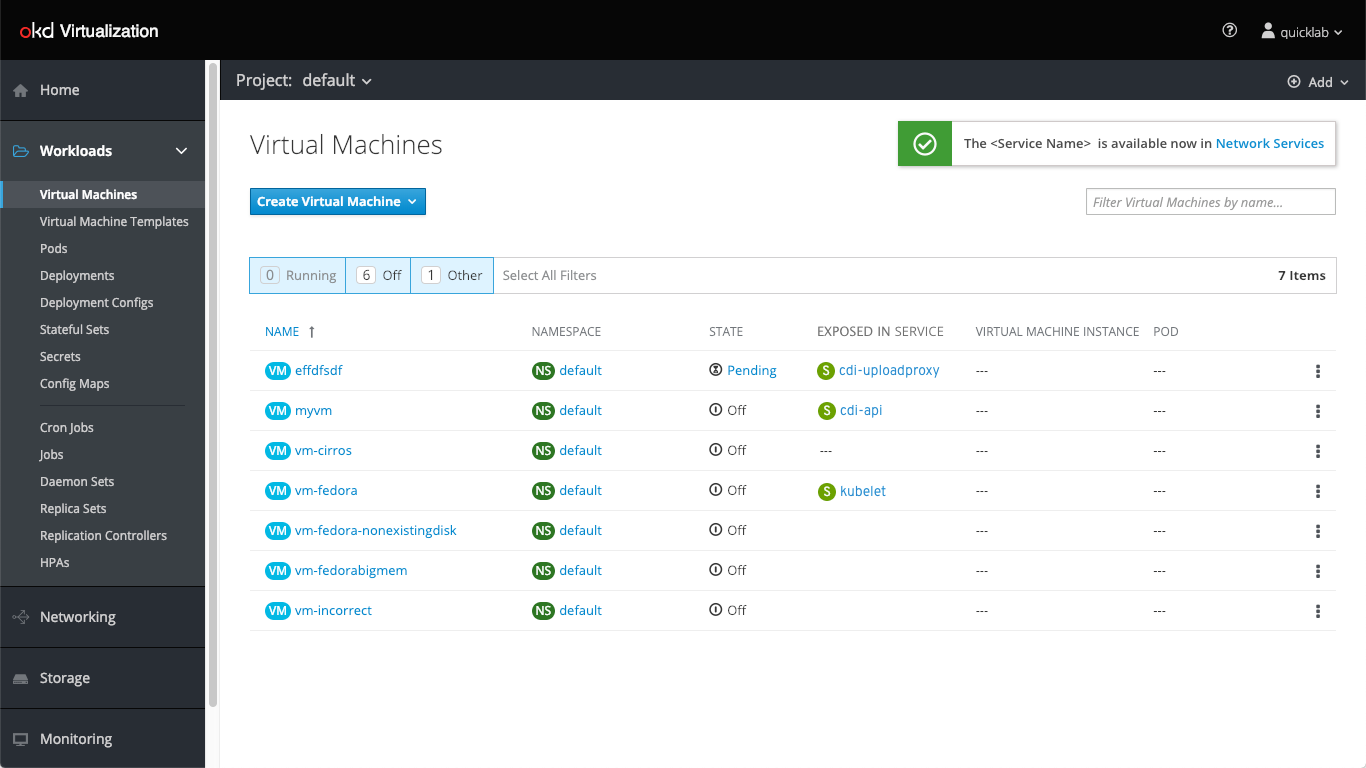 okd Virtualization
quicklab
Project: default
Add
Home
Workloads
Virtual Machines
Virtual Machine Templates
Pods
Deployments
Deployment Configs
Stateful Sets
Secrets
Config Maps
Cron Jobs
Jobs
Daemon Sets
Replica Sets
Replication Controllers
HPAs
Networking
Storage
Monitoring
Virtual Machines
The <Service Name> is available now in Network Services
Create Virtual Machine
Filter Virtual Machines by name...
0 Running 6 Off 1 Other Select All Filters 7 Items
NAME NAMESPACE STATE EXPOSED IN SERVICE VIRTUAL MACHINE INSTANCE POD
VM effdfsdf NS default Pending S cdi-uploadproxy --- ---
VM myvm NS default Off S cdi-api --- ---
VM vm-cirros NS default Off --- --- ---
VM vm-fedora NS default Off S kubelet --- ---
VM vm-fedora-nonexistingdisk NS default Off --- ---
VM vm-fedorabigmem NS default Off --- ---
VM vm-incorrect NS default Off --- ---